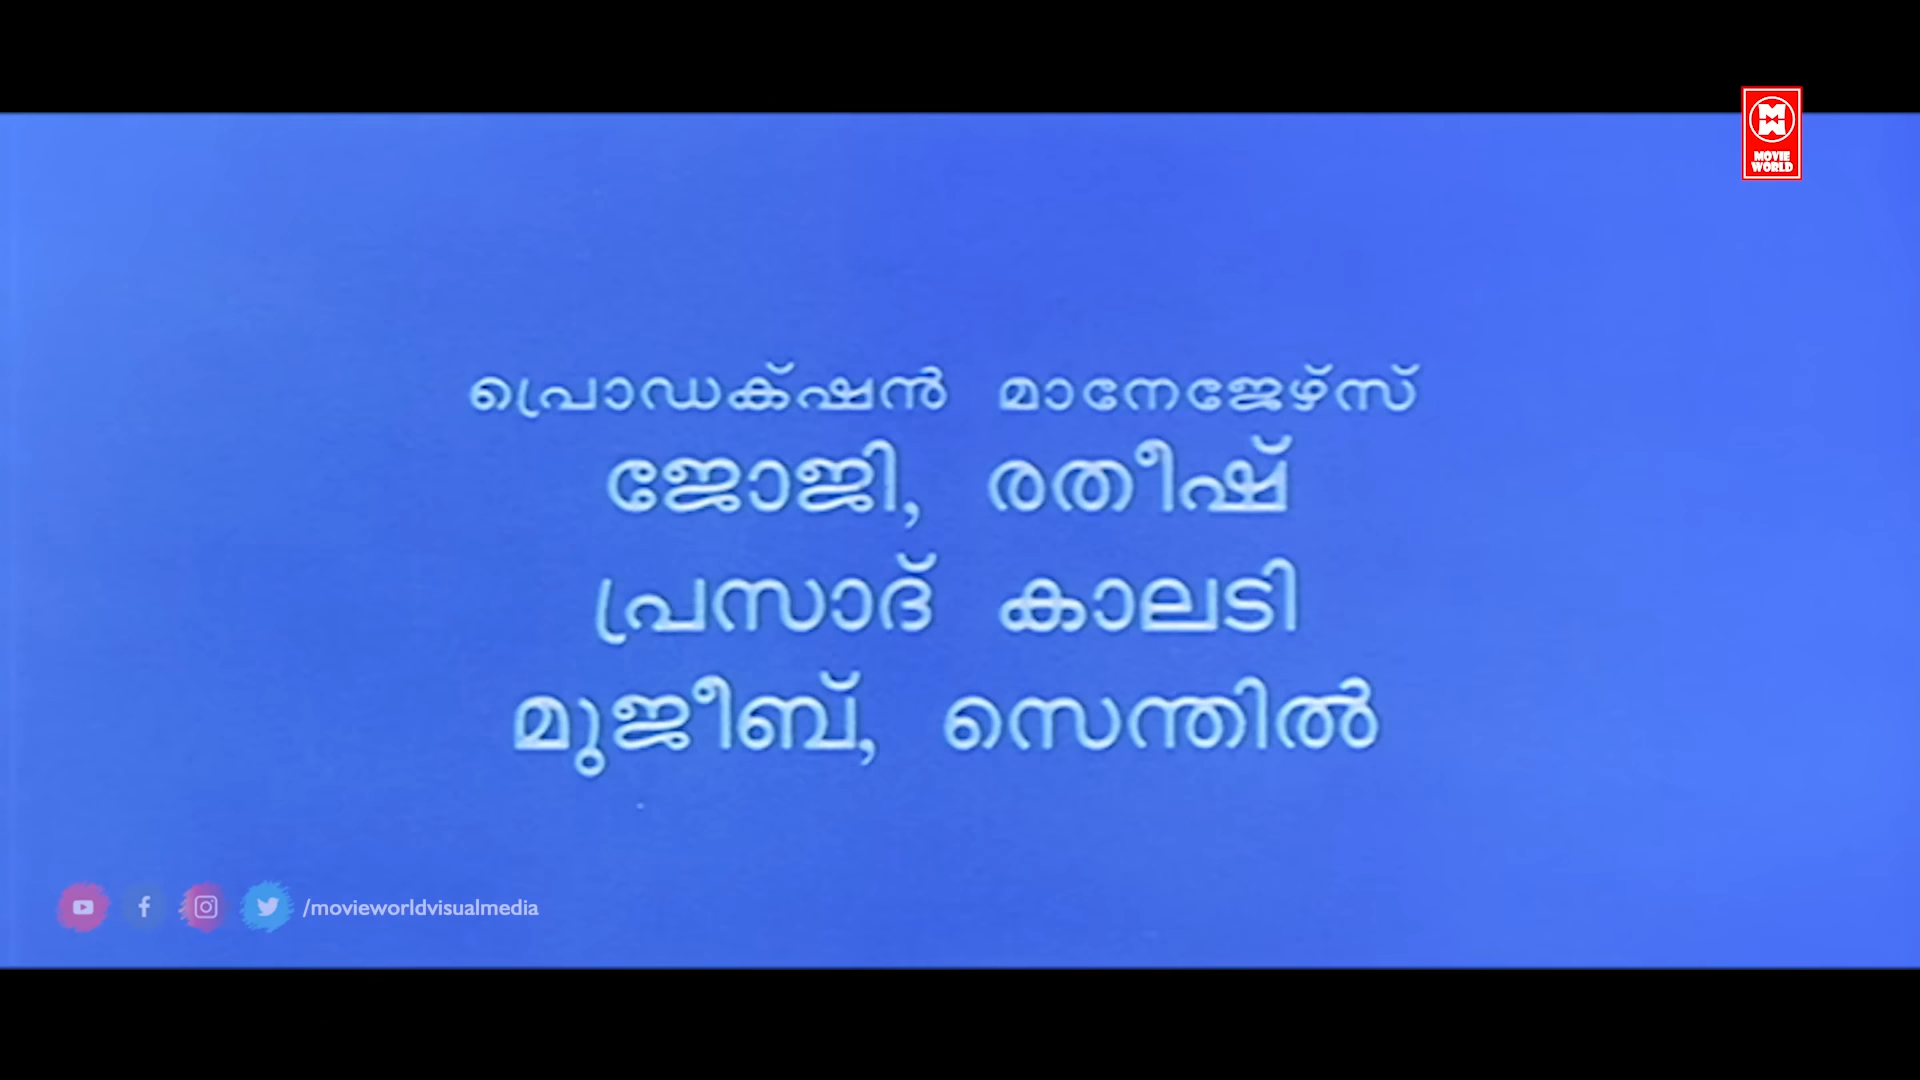 MOVIE
WORLD
പ്രൊഡക്ഷൻ മാനേജേഴ്സ്
ജോജി, രതീഷ്
പ്രസാദ് കാലടി
മുജീബ്, സെന്തിൽ
/movieworldvisualmedia